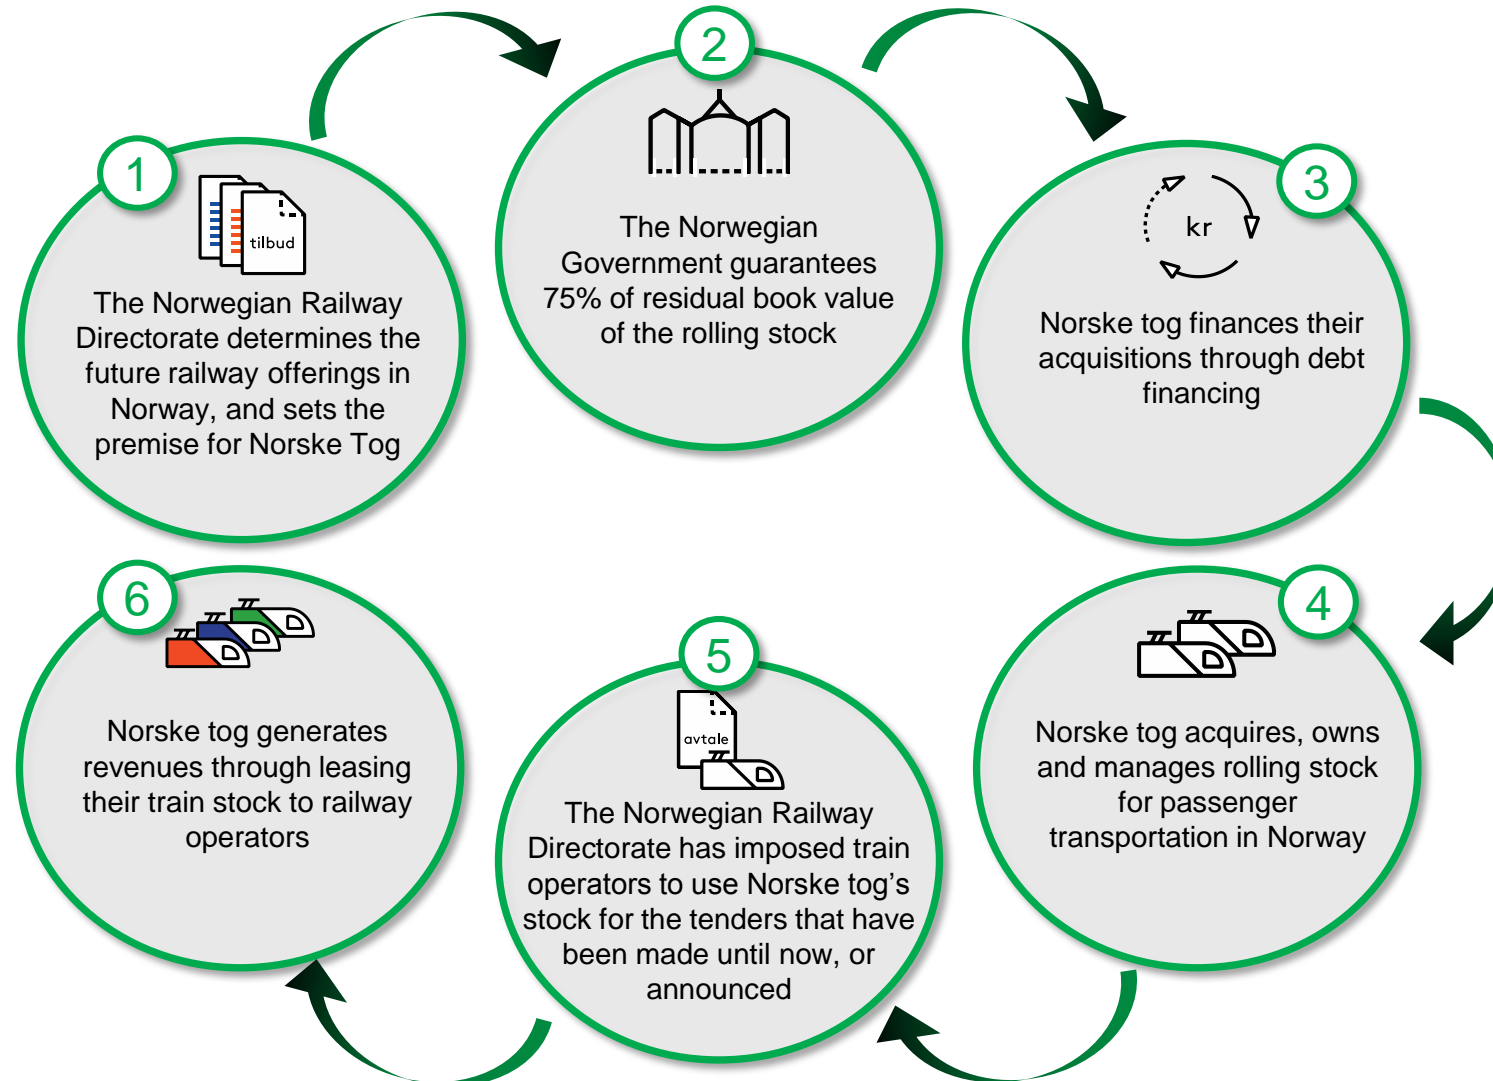 1
tilbud
The Norwegian Railway
Directorate determines the
future railway offerings in
Norway, and sets the
premise for Norske Tog
2
The Norwegian
Government guarantees
75% of residual book value
of the rolling stock
3
kr
Norske tog finances their
acquisitions through debt
financing
4
Norske tog acquires, owns
and manages rolling stock
for passenger
transportation in Norway
5
avtale
The Norwegian Railway
Directorate has imposed train
operators to use Norske tog’s
stock for the tenders that have
been made until now, or
announced
6
Norske tog generates
revenues through leasing
their train stock to railway
operators